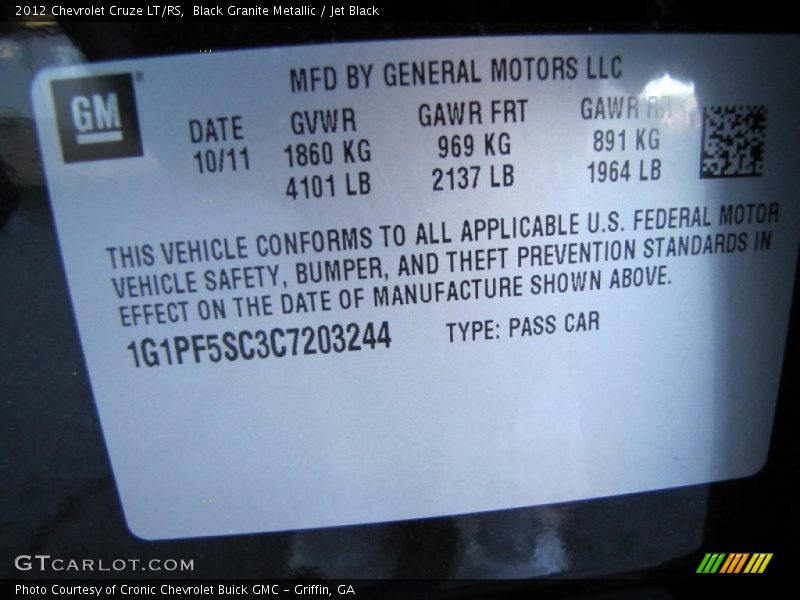 2012 Chevrolet Cruze LT/RS, Black Granite Metallic / Jet Black
GM
®
MFD BY GENERAL MOTORS LLC
DATE GVWR GAWR FRT GAWR RR
10/11 1860 KG 969 KG 891 KG
4101 LB 2137 LB 1964 LB
THIS VEHICLE CONFORMS TO ALL APPLICABLE U.S. FEDERAL MOTOR
VEHICLE SAFETY, BUMPER, AND THEFT PREVENTION STANDARDS IN
EFFECT ON THE DATE OF MANUFACTURE SHOWN ABOVE.
1G1PF5SC3C7203244 TYPE: PASS CAR
GTCARLOT.COM
Photo Courtesy of Cronic Chevrolet Buick GMC – Griffin, GA